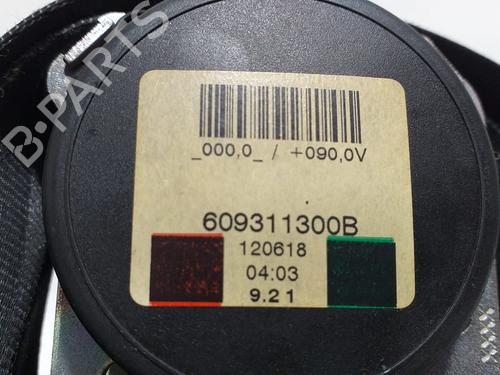 B-PARTS
_000,0_ / +090,0V
609311300B
120618
04:03
9.21